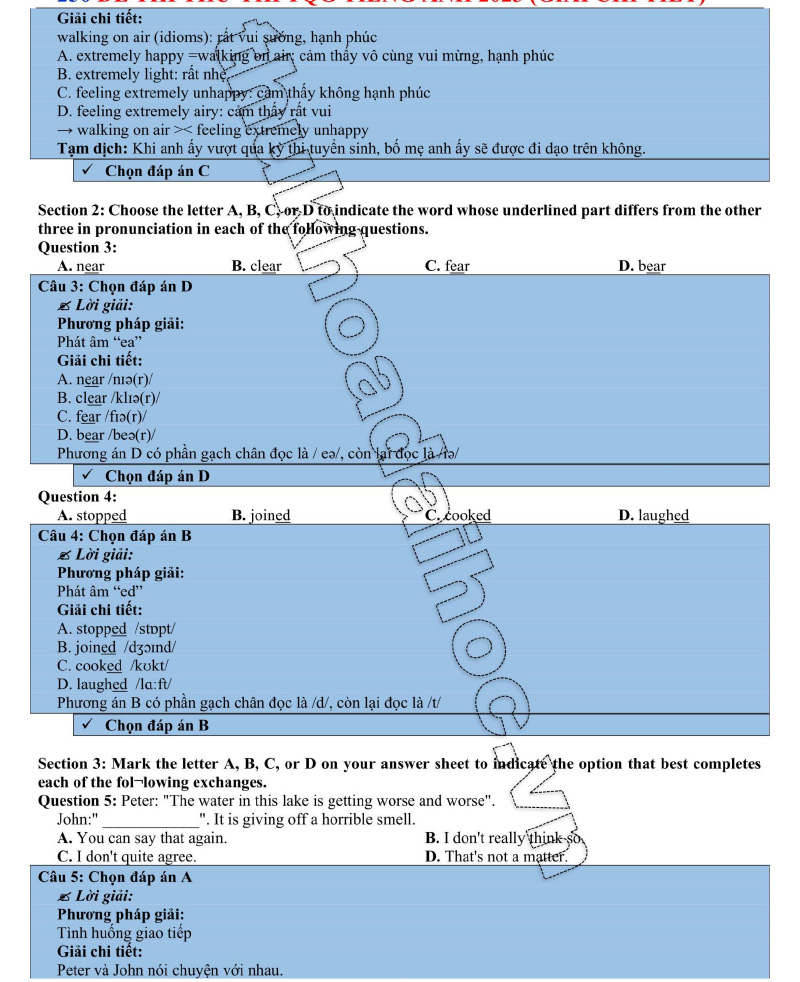 250 ĐỀ THI THỬ THPTQG TIẾNG ANH 2023 (GIẢI CHI TIẾT)
Giải chi tiết:
walking on air (idioms): rất vui sướng, hạnh phúc
A. extremely happy =walking on air: cảm thấy vô cùng vui mừng, hạnh phúc
B. extremely light: rất nhẹ
C. feeling extremely unhappy: cảm thấy không hạnh phúc
D. feeling extremely airy: cảm thấy rất vui
→ walking on air >< feeling extremely unhappy
Tạm dịch: Khi anh ấy vượt qua kỳ thi tuyển sinh, bố mẹ anh ấy sẽ được đi dạo trên không.
✓ Chọn đáp án C
Section 2: Choose the letter A, B, C, or D to indicate the word whose underlined part differs from the other
three in pronunciation in each of the following questions.
Question 3:
A. near B. clear C. fear D. bear
Câu 3: Chọn đáp án D
✍ Lời giải:
Phương pháp giải:
Phát âm “ea”
Giải chi tiết:
A. near /nɪə(r)/
B. clear /klɪə(r)/
C. fear /fɪə(r)/
D. bear /beə(r)/
Phương án D có phần gạch chân đọc là / eə/, còn lại đọc là /ɪə/
✓ Chọn đáp án D
Question 4:
A. stopped B. joined C. cooked D. laughed
Câu 4: Chọn đáp án B
✍ Lời giải:
Phương pháp giải:
Phát âm “ed”
Giải chi tiết:
A. stopped /stɒpt/
B. joined /dʒɔɪnd/
C. cooked /kʊkt/
D. laughed /lɑːft/
Phương án B có phần gạch chân đọc là /d/, còn lại đọc là /t/
✓ Chọn đáp án B
Section 3: Mark the letter A, B, C, or D on your answer sheet to indicate the option that best completes
each of the fol¬lowing exchanges.
Question 5: Peter: "The water in this lake is getting worse and worse".
John:" _____________". It is giving off a horrible smell.
A. You can say that again. B. I don't really think so.
C. I don't quite agree. D. That's not a matter.
Câu 5: Chọn đáp án A
✍ Lời giải:
Phương pháp giải:
Tình huống giao tiếp
Giải chi tiết:
Peter và John nói chuyện với nhau.
thukhoadaihoc.vn